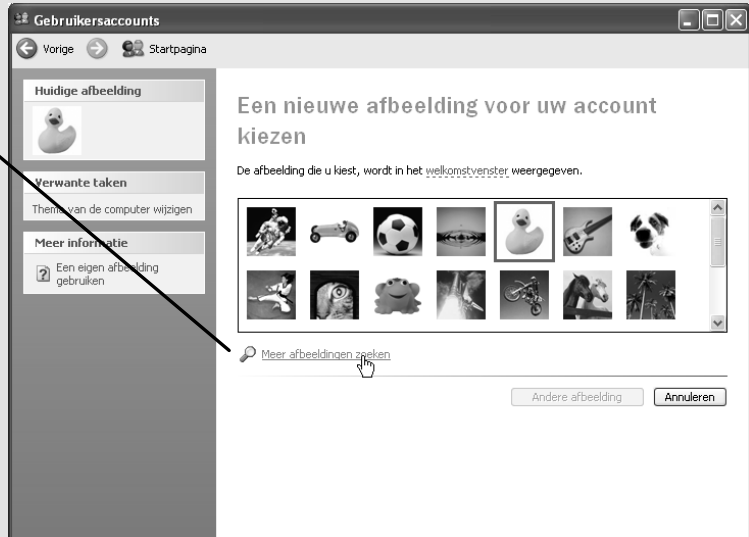 Gebruikersaccounts
Vorige
Startpagina
Huidige afbeelding
Verwante taken
Thema van de computer wijzigen
Meer informatie
Een eigen afbeelding
gebruiken
Een nieuwe afbeelding voor uw account
kiezen
De afbeelding die u kiest, wordt in het welkomstvenster weergegeven.
Meer afbeeldingen zoeken
Andere afbeelding
Annuleren